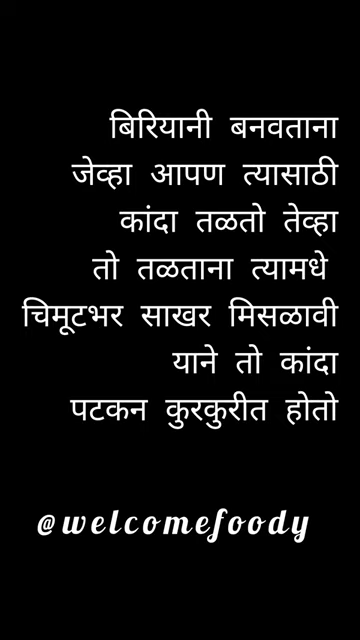 बिरियानी बनवताना
जेव्हा आपण त्यासाठी
कांदा तळतो तेव्हा
तो तळताना त्यामधे
चिमूटभर साखर मिसळावी
याने तो कांदा
पटकन कुरकुरीत होतो
@welcomefoody